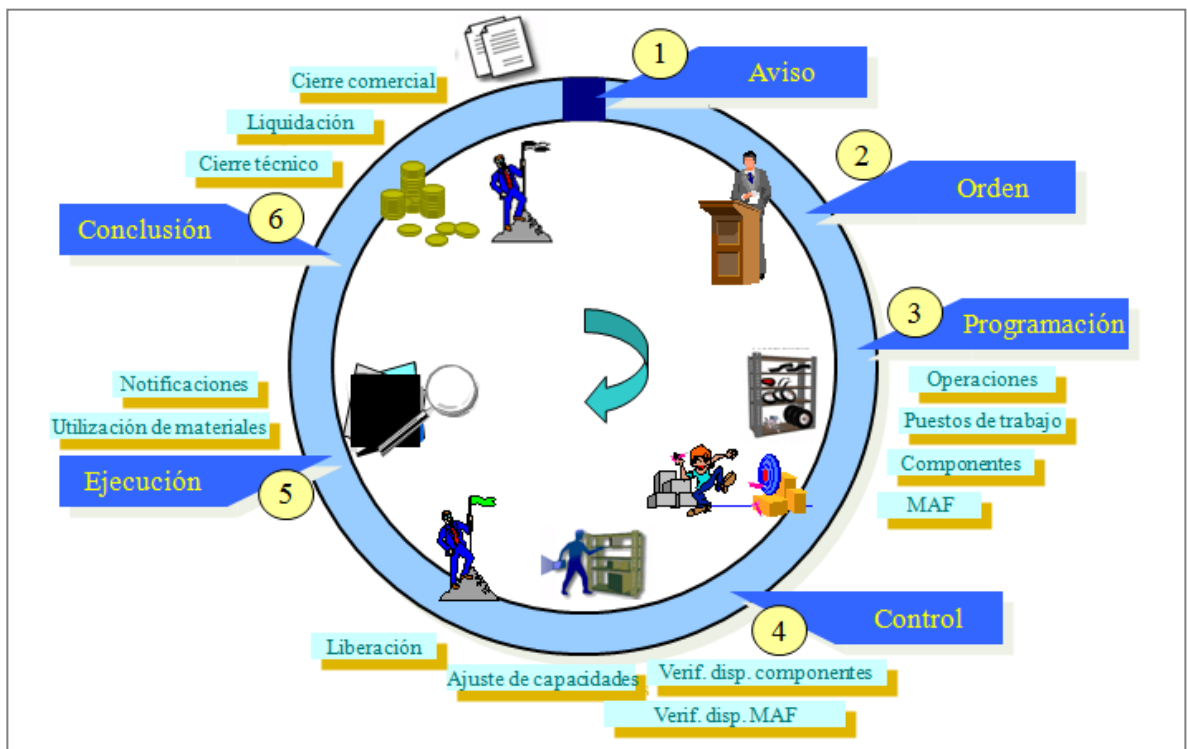 1
Aviso
2
Orden
3
Programación
Operaciones
Puestos de trabajo
Componentes
MAF
4
Control
Verif. disp. componentes
Verif. disp. MAF
Ajuste de capacidades
Liberación
5
Ejecución
Utilización de materiales
Notificaciones
6
Conclusión
Cierre técnico
Liquidación
Cierre comercial